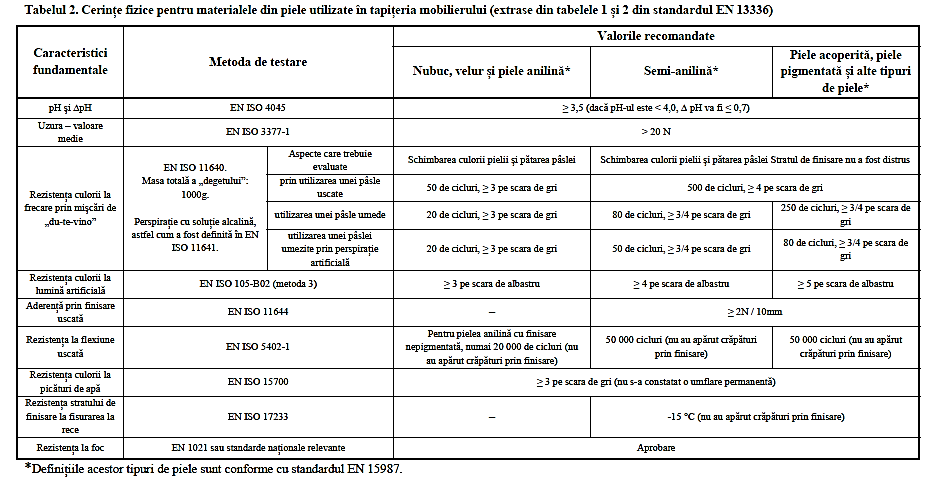 Tabelul 2. Cerințe fizice pentru materialele din piele utilizate în tapițeria mobilierului (extrase din tabelele 1 și 2 din standardul EN 13336)
Caracteristici
fundamentale
Metoda de testare
Valorile recomandate
Nubuc, velur și piele anilină*
Semi-anilină*
Piele acoperită, piele
pigmentată și alte tipuri
de piele*
pH şi ΔpH
EN ISO 4045
≥ 3,5 (dacă pH-ul este < 4,0, Δ pH va fi ≤ 0,7)
Uzura – valoare
medie
EN ISO 3377-1
> 20 N
Rezistența culorii la
frecare prin mișcări de
„du-te-vino”
EN ISO 11640.
Masa totală a „degetului”:
1000g.
Perspirație cu soluție alcalină,
astfel cum a fost definită în EN
ISO 11641.
Aspecte care trebuie
evaluate
Schimbarea culorii pielii și pătarea pâslei
Schimbarea culorii pielii și pătarea pâslei Stratul de finisare nu a fost distrus
prin utilizarea unei pâsle
uscate
50 de cicluri, ≥ 3 pe scara de gri
500 de cicluri, ≥ 4 pe scara de gri
utilizarea unei pâsle umede
20 de cicluri, ≥ 3 pe scara de gri
80 de cicluri, ≥ 3/4 pe scara de gri
250 de cicluri, ≥ 3/4 pe scara de
gri
utilizarea unei pâslei
umezite prin perspirație
artificială
20 de cicluri, ≥ 3 pe scara de gri
50 de cicluri, ≥ 3/4 pe scara de gri
80 de cicluri, ≥ 3/4 pe scara de
gri
Rezistența culorii la
lumină artificială
EN ISO 105-B02 (metoda 3)
≥ 3 pe scara de albastru
≥ 4 pe scara de albastru
≥ 5 pe scara de albastru
Aderență prin finisare
uscată
EN ISO 11644
--
≥ 2N / 10mm
Rezistența la flexiune
uscată
EN ISO 5402-1
Pentru pielea anilină cu finisare
nepigmentată, numai 20 000 de cicluri (nu
au apărut crăpături prin finisare)
50 000 cicluri (nu au apărut crăpături
prin finisare)
50 000 cicluri (nu au apărut
crăpături prin finisare)
Rezistența culorii la
picături de apă
EN ISO 15700
≥ 3 pe scara de gri (nu s-a constatat o umflare permanentă)
Rezistența stratului de
finisare la fisurarea la
rece
EN ISO 17233
--
-15 °C (nu au apărut crăpături prin finisare)
Rezistența la foc
EN 1021 sau standarde naționale relevante
Aprobare
*Definițiile acestor tipuri de piele sunt conforme cu standardul EN 15987.